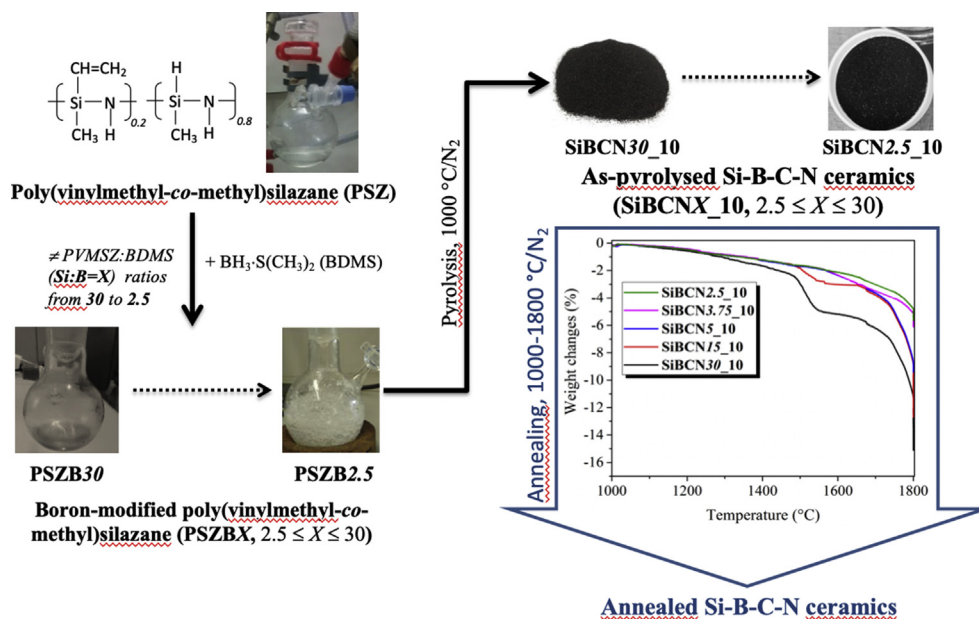 CH=CH2
H
Si
N
Si
N
CH3
H
0.2
CH3
H
0.8
Poly(vinylmethyl-co-methyl)silazane (PSZ)
≠ PVMSZ:BDMS
(Si:B=X) ratios
from 30 to 2.5
+ BH3·S(CH3)2 (BDMS)
PSZB30
PSZB2.5
Boron-modified poly(vinylmethyl-co-
methyl)silazane (PSZBX, 2.5 ≤ X ≤ 30)
Pyrolysis, 1000 °C/N2
SiBCN30_10
SiBCN2.5_10
As-pyrolysed Si-B-C-N ceramics
(SiBCNX_10, 2.5 ≤ X ≤ 30)
Annealing, 1000-1800 °C/N2
Weight changes (%)
0
-2
-4
-6
-8
-10
-12
-14
-16
SiBCN2.5_10
SiBCN3.75_10
SiBCN5_10
SiBCN15_10
SiBCN30_10
1000
1200
1400
1600
1800
Temperature (°C)
Annealed Si-B-C-N ceramics